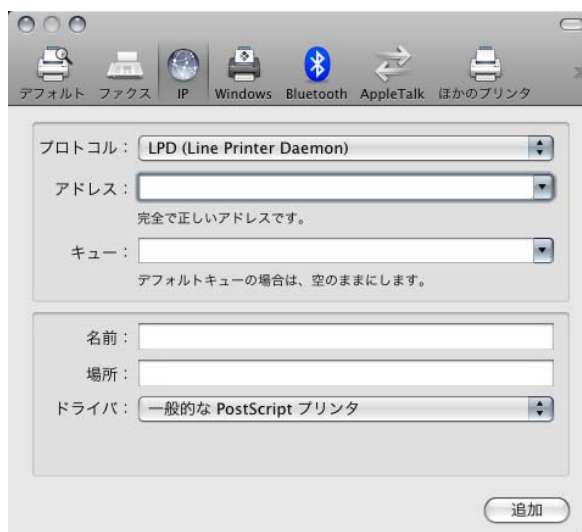 デフォルト ファクス IP Windows Bluetooth AppleTalk ほかのプリンタ
プロトコル： LPD (Line Printer Daemon)
アドレス：
完全で正しいアドレスです。
キュー：
デフォルトキューの場合は、空のままにします。
名前：
場所：
ドライバ： 一般的な PostScript プリンタ
追加